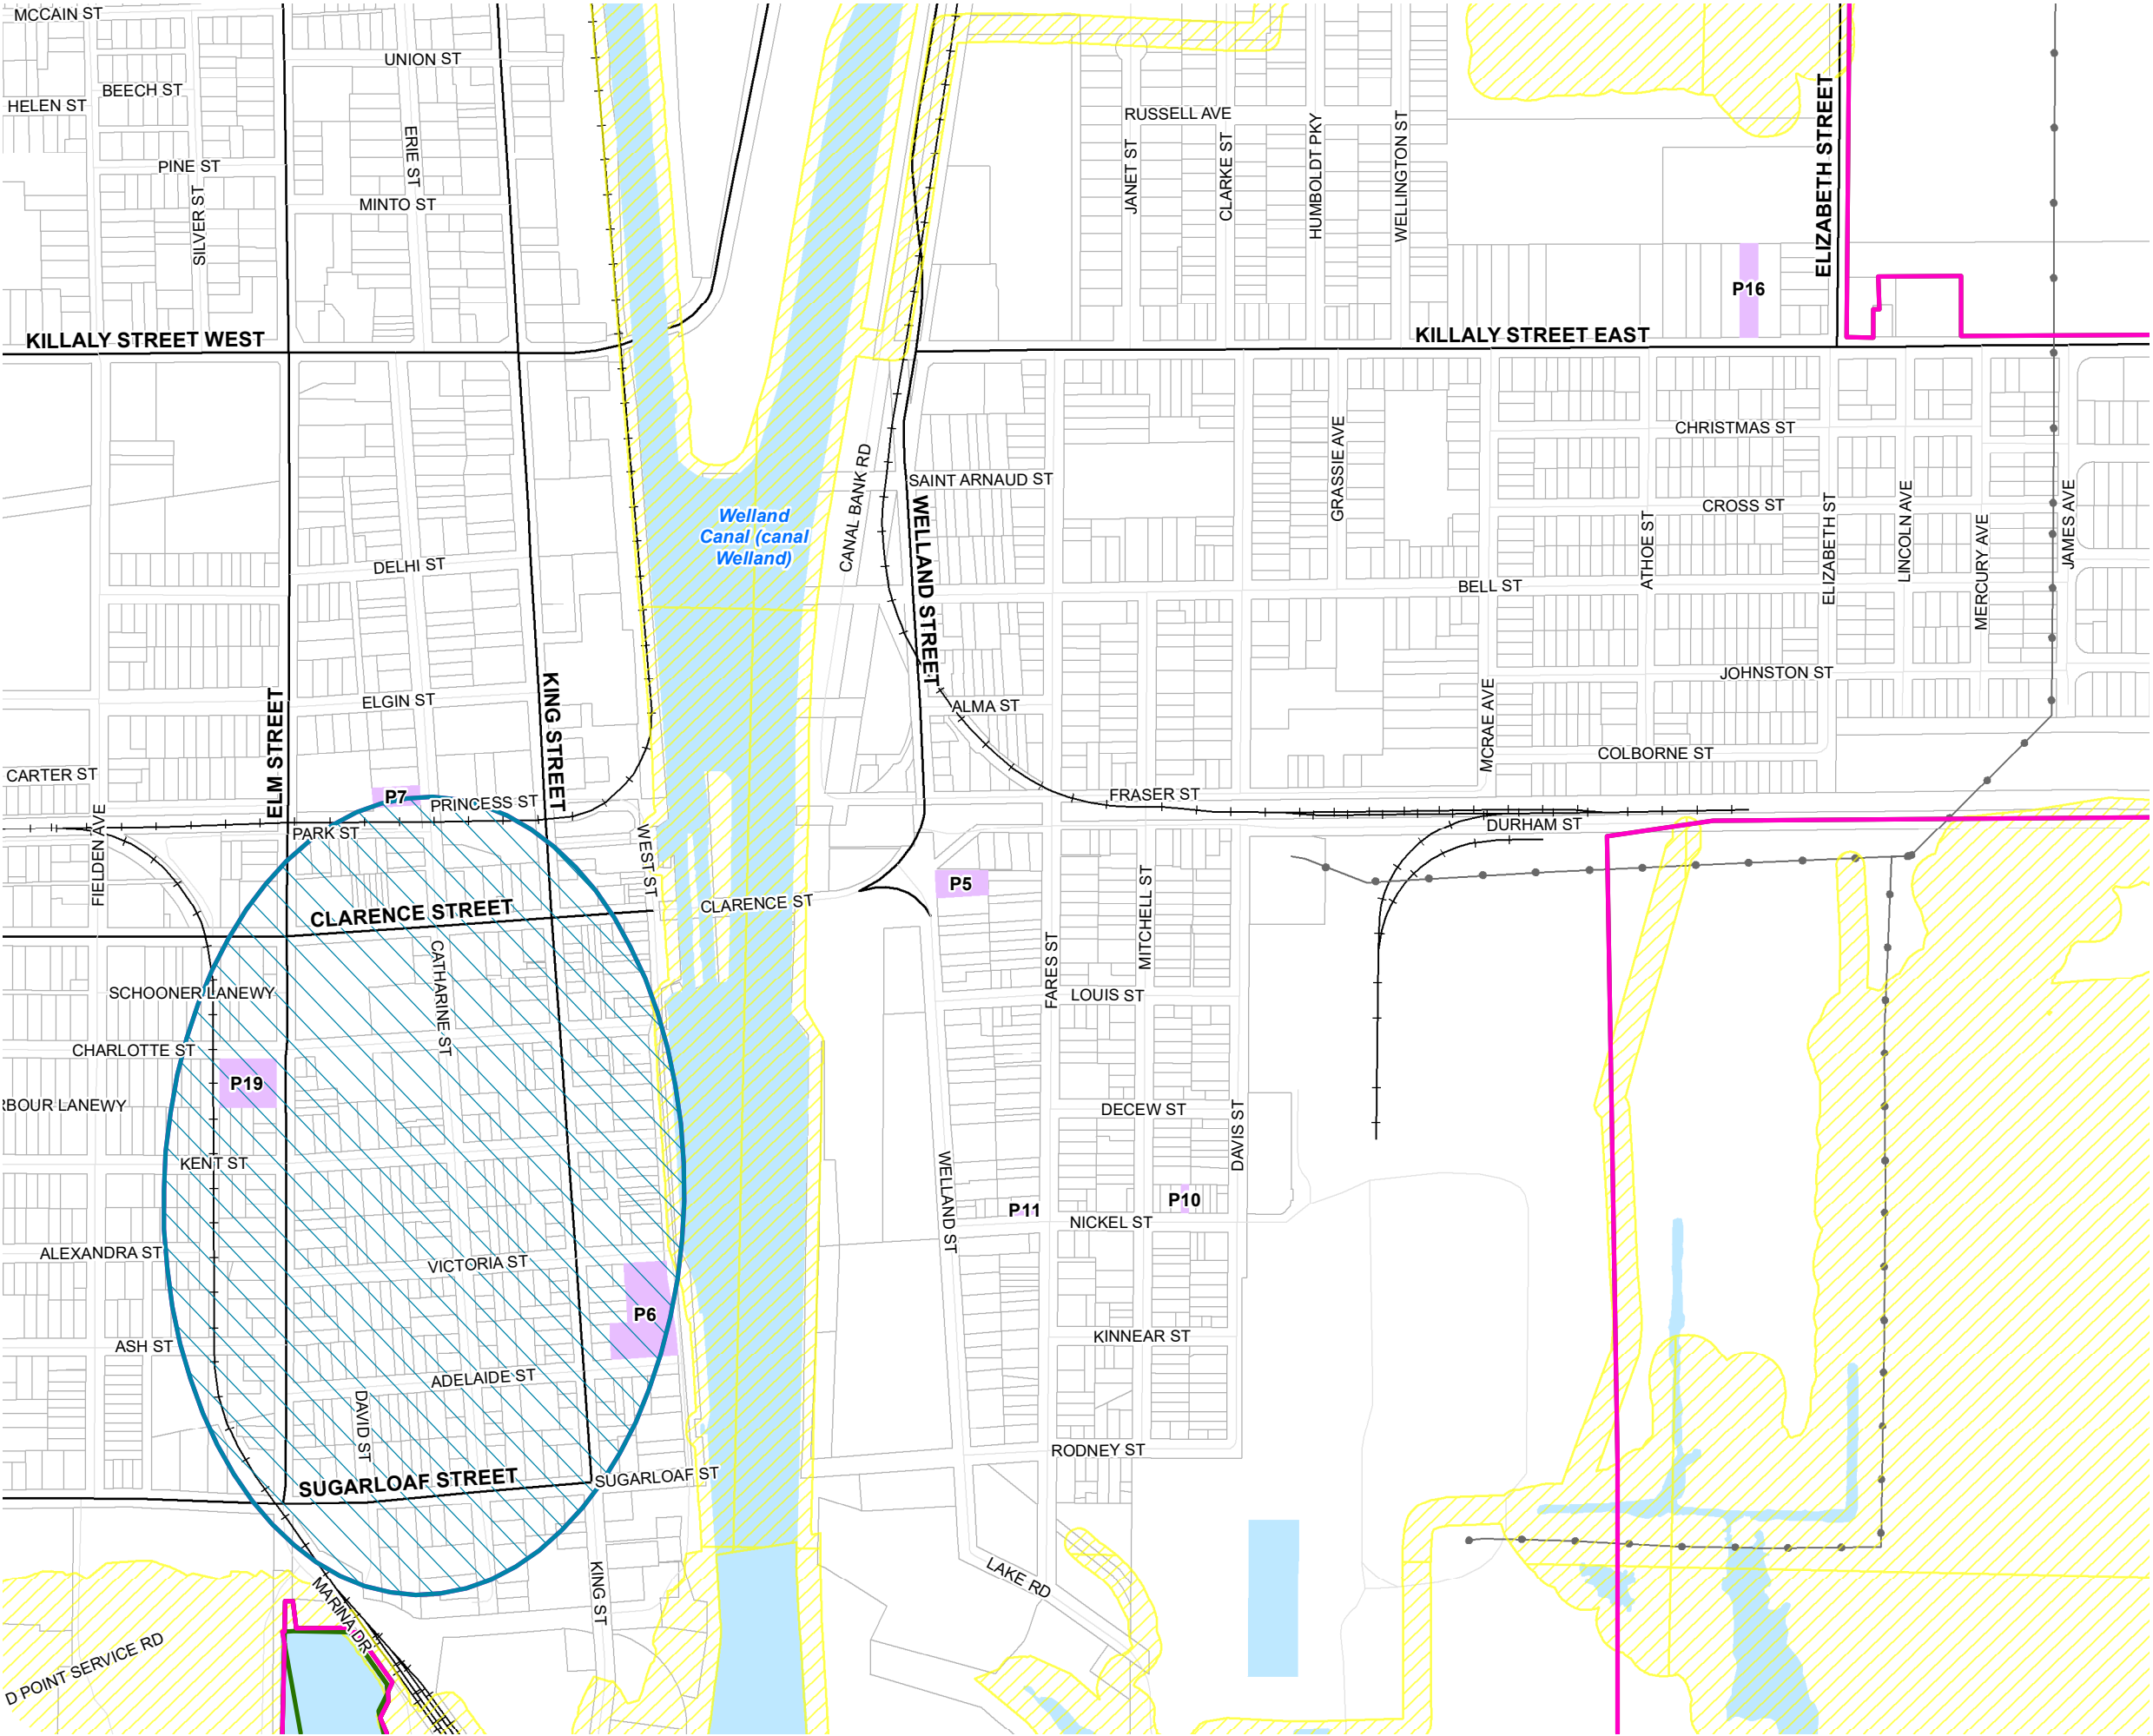 MCCAIN ST
UNION ST
BEECH ST
HELEN ST
ERIE ST
PINE ST
SILVER ST
MINTO ST
RUSSELL AVE
JANET ST
CLARKE ST
HUMBOLDT PKY
WELLINGTON ST
ELIZABETH STREET
P16
KILLALY STREET WEST
KILLALY STREET EAST
CHRISTMAS ST
GRASSIE AVE
CANAL BANK RD
SAINT ARNAUD ST
CROSS ST
ATHOE ST
ELIZABETH ST
LINCOLN AVE
MERCURY AVE
JAMES AVE
Welland
Canal (canal
Welland)
WELLAND STREET
DELHI ST
BELL ST
JOHNSTON ST
ELGIN ST
ELM STREET
KING STREET
ALMA ST
MCRAE AVE
COLBORNE ST
CARTER ST
P7
PRINCESS ST
FRASER ST
PARK ST
DURHAM ST
FIELDEN AVE
WEST ST
P5
CLARENCE STREET
CLARENCE ST
MITCHELL ST
CATHARINE ST
FARES ST
SCHOONER LANEWY
LOUIS ST
CHARLOTTE ST
P19
RBOUR LANEWY
DECEW ST
DAVIS ST
KENT ST
WELLAND ST
P10
P11
NICKEL ST
ALEXANDRA ST
VICTORIA ST
P6
KINNEAR ST
ASH ST
ADELAIDE ST
DAVID ST
RODNEY ST
SUGARLOAF STREET
SUGARLOAF ST
LAKE RD
KING ST
MARINA DR
D POINT SERVICE RD